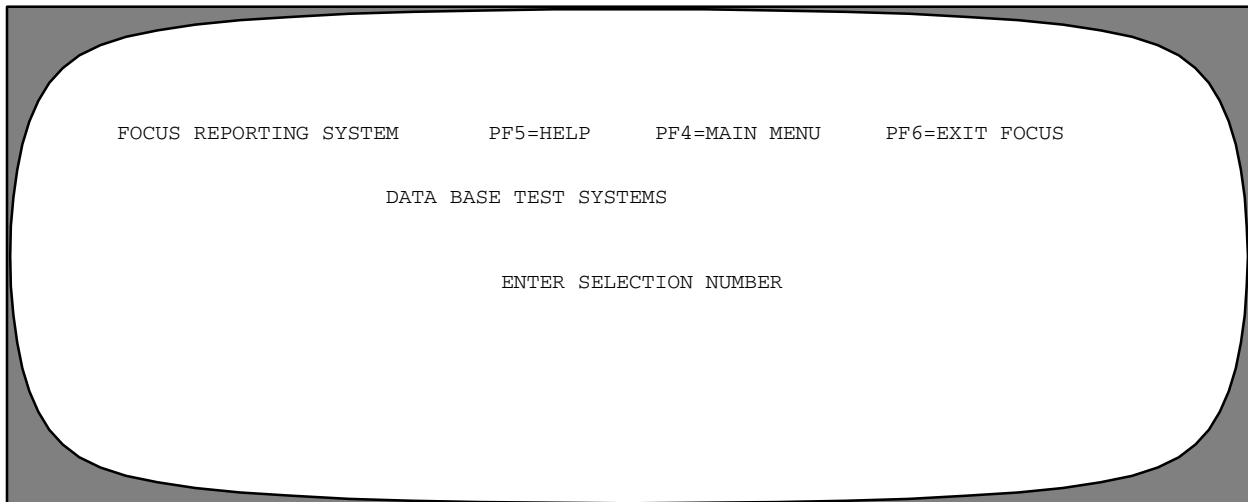 FOCUS REPORTING SYSTEM PF5=HELP PF4=MAIN MENU PF6=EXIT FOCUS
DATA BASE TEST SYSTEMS
ENTER SELECTION NUMBER